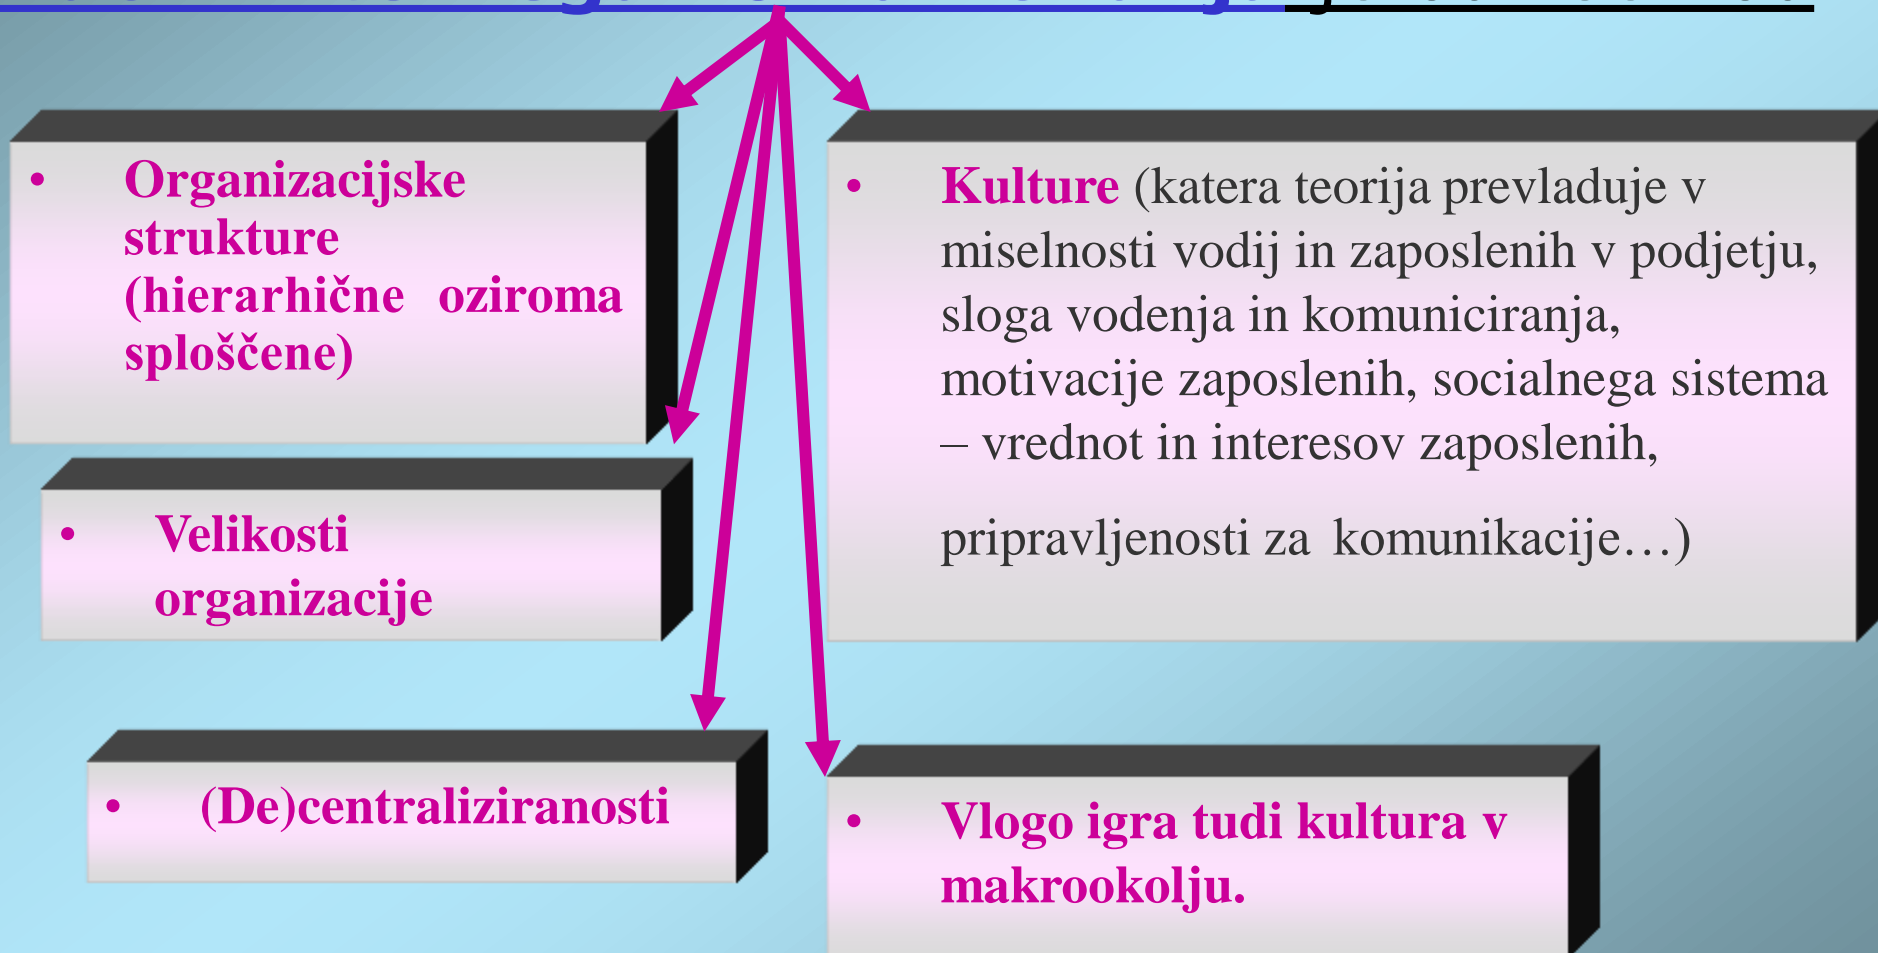 • Organizacijske
strukture
(hierarhične oziroma
sploščene)
• Velikosti
organizacije
• (De)centraliziranosti
• Kulture (katera teorija prevladuje v
miselnosti vodij in zaposlenih v podjetju,
sloga vodenja in komuniciranja,
motivacije zaposlenih, socialnega sistema
– vrednot in interesov zaposlenih,
pripravljenosti za komunikacije…)
• Vlogo igra tudi kultura v
makrookolju.